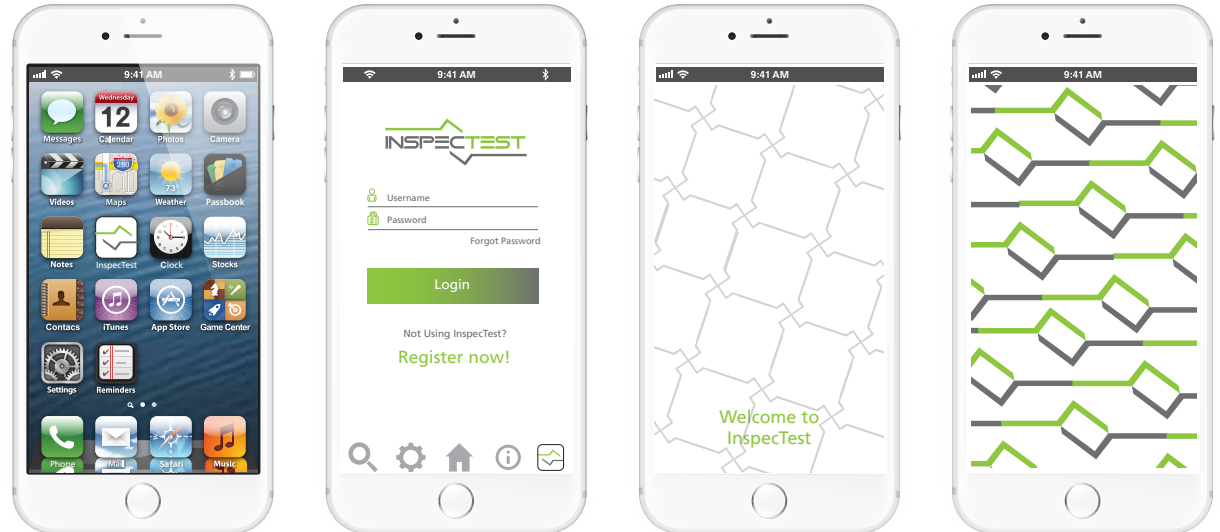 9:41 AM
Wednesday
12
Messages
Calendar
Photos
Camera
280
73°
Videos
Maps
Weather
Passbook
Notes
InspecTest
Clock
Stocks
Contacs
iTunes
App Store
Game Center
Settings
Reminders
Phone
Mail
Safari
Music
9:41 AM
INSPECTEST
Username
Password
Forgot Password
Login
Not Using InspecTest?
Register now!
9:41 AM
Welcome to
InspecTest
9:41 AM